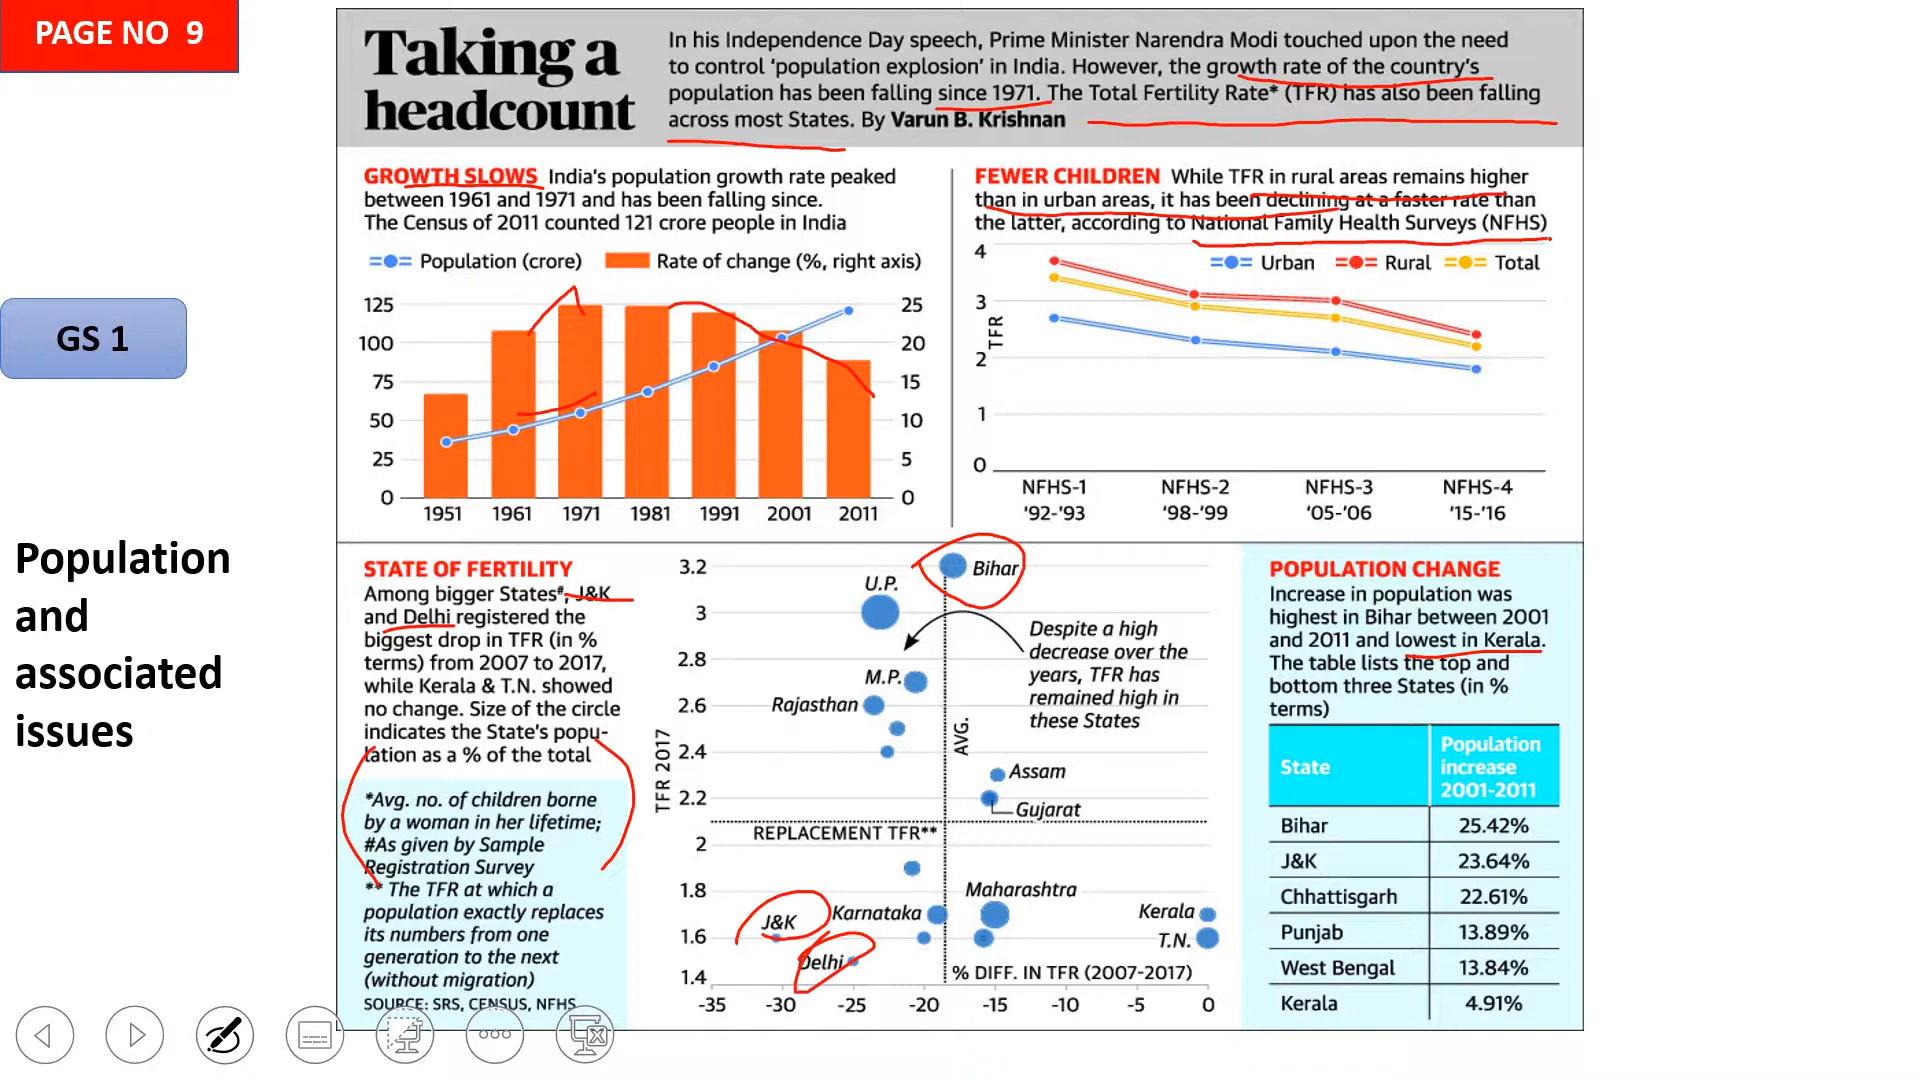 PAGE NO 9
GS 1
Population
and
associated
issues
Taking a
headcount
In his Independence Day speech, Prime Minister Narendra Modi touched upon the need
to control ‘population explosion’ in India. However, the growth rate of the country’s
population has been falling since 1971. The Total Fertility Rate* (TFR) has also been falling
across most States. By Varun B. Krishnan
GROWTH SLOWS India’s population growth rate peaked
between 1961 and 1971 and has been falling since.
The Census of 2011 counted 121 crore people in India
Population (crore) Rate of change (%, right axis)
125 25
100 20
75 15
50 10
25 5
0 0
1951 1961 1971 1981 1991 2001 2011
FEWER CHILDREN While TFR in rural areas remains higher
than in urban areas, it has been declining at a faster rate than
the latter, according to National Family Health Surveys (NFHS)
Urban Rural Total
4
3
2
1
0
TFR
NFHS-1 NFHS-2 NFHS-3 NFHS-4
’92-’93 ’98-’99 ’05-’06 ’15-’16
STATE OF FERTILITY
Among bigger States#, J&K
and Delhi registered the
biggest drop in TFR (in %
terms) from 2007 to 2017,
while Kerala & T.N. showed
no change. Size of the circle
indicates the State’s popu-
lation as a % of the total
*Avg. no. of children borne
by a woman in her lifetime;
#As given by Sample
Registration Survey
** The TFR at which a
population exactly replaces
its numbers from one
generation to the next
(without migration)
SOURCE: SRS, CENSUS, NFHS
TFR 2017
3.2
3
2.8
2.6
2.4
2.2
2
1.8
1.6
1.4
Bihar
U.P.
Despite a high
decrease over the
years, TFR has
remained high in
these States
M.P.
Rajasthan
AVG.
Assam
Gujarat
REPLACEMENT TFR**
Maharashtra
Karnataka
J&K
Delhi
Kerala
T.N.
% DIFF. IN TFR (2007-2017)
-35 -30 -25 -20 -15 -10 -5 0
POPULATION CHANGE
Increase in population was
highest in Bihar between 2001
and 2011 and lowest in Kerala.
The table lists the top and
bottom three States (in %
terms)
State Population increase 2001-2011
Bihar 25.42%
J&K 23.64%
Chhattisgarh 22.61%
Punjab 13.89%
West Bengal 13.84%
Kerala 4.91%